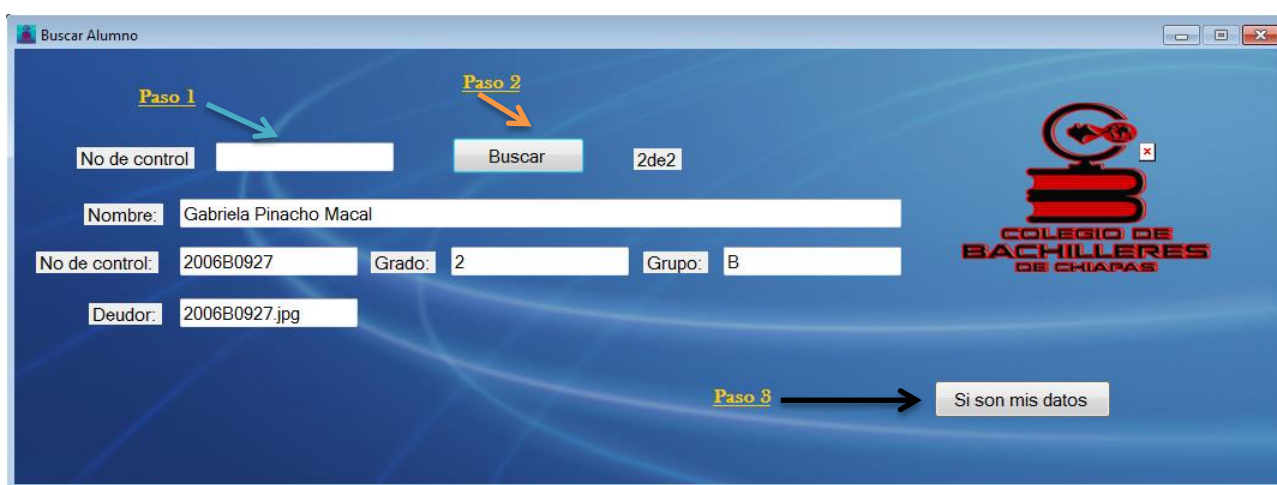 Buscar Alumno
Paso 1
Paso 2
No de control
Buscar
2de2
Nombre: Gabriela Pinacho Macal
No de control: 2006B0927 Grado: 2 Grupo: B
Deudor: 2006B0927.jpg
COLEGIO DE
BACHILLERES
DE CHIAPAS
Paso 3
Si son mis datos